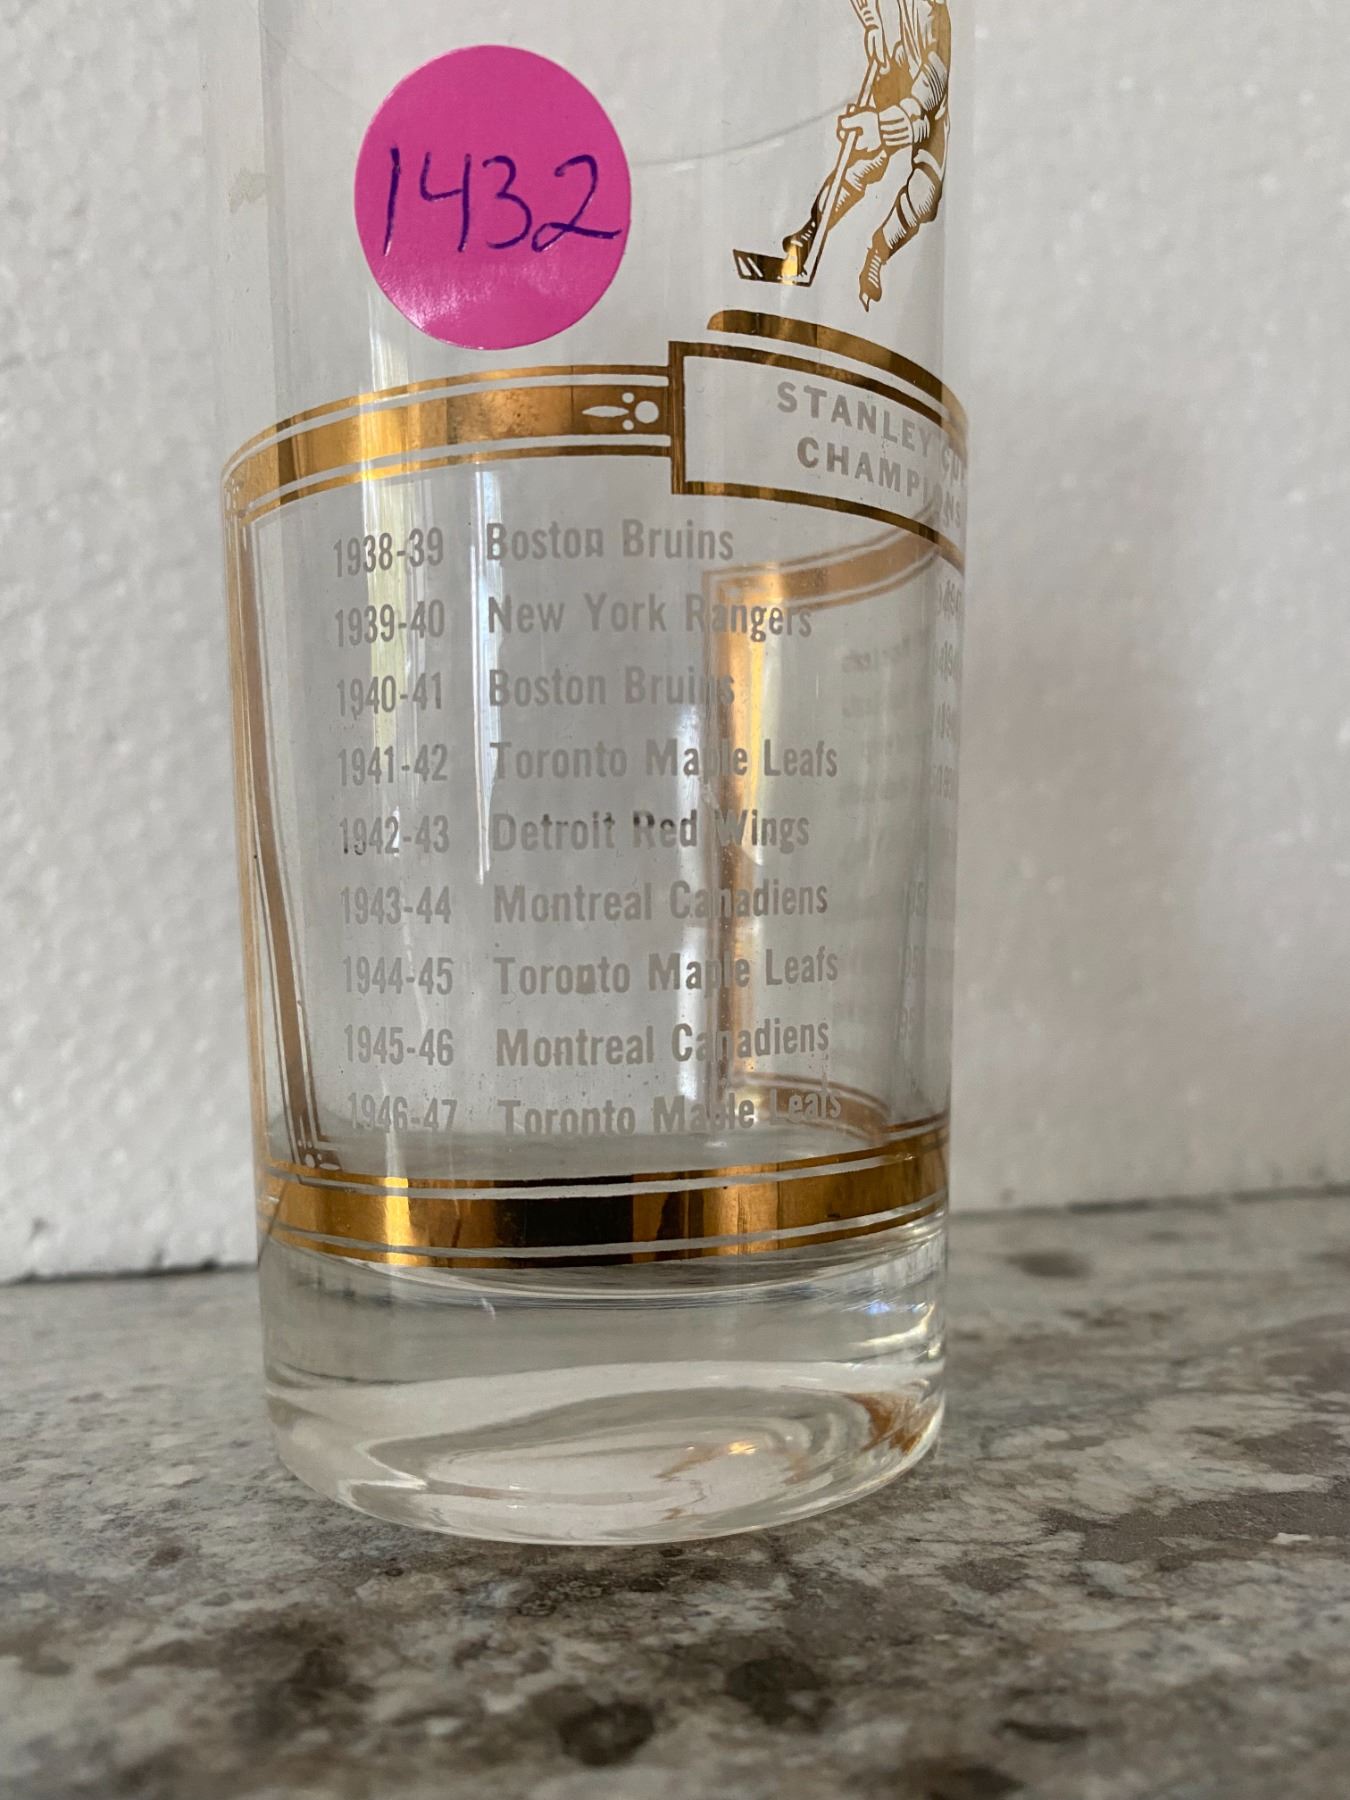 1432
STANLEY CUP
CHAMPIONS
1938-39 Boston Bruins
1939-40 New York Rangers
1940-41 Boston Bruins
1941-42 Toronto Maple Leafs
1942-43 Detroit Red Wings
1943-44 Montreal Canadiens
1944-45 Toronto Maple Leafs
1945-46 Montreal Canadiens
1946-47 Toronto Maple Leafs